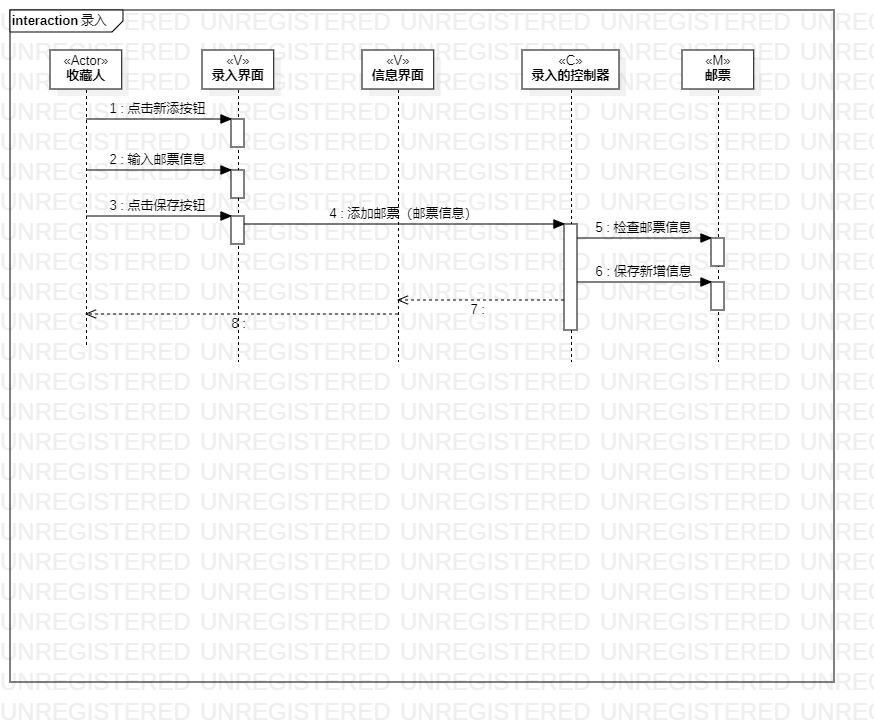 interaction 录入
«Actor»
收藏人
«V»
录入界面
«V»
信息界面
«C»
录入的控制器
«M»
邮票
1 : 点击新添按钮
2 : 输入邮票信息
3 : 点击保存按钮
4 : 添加邮票（邮票信息）
5 : 检查邮票信息
6 : 保存新增信息
7 :
8 :
UNREGISTERED UNREGISTERED UNREGISTERED UNREGISTERED